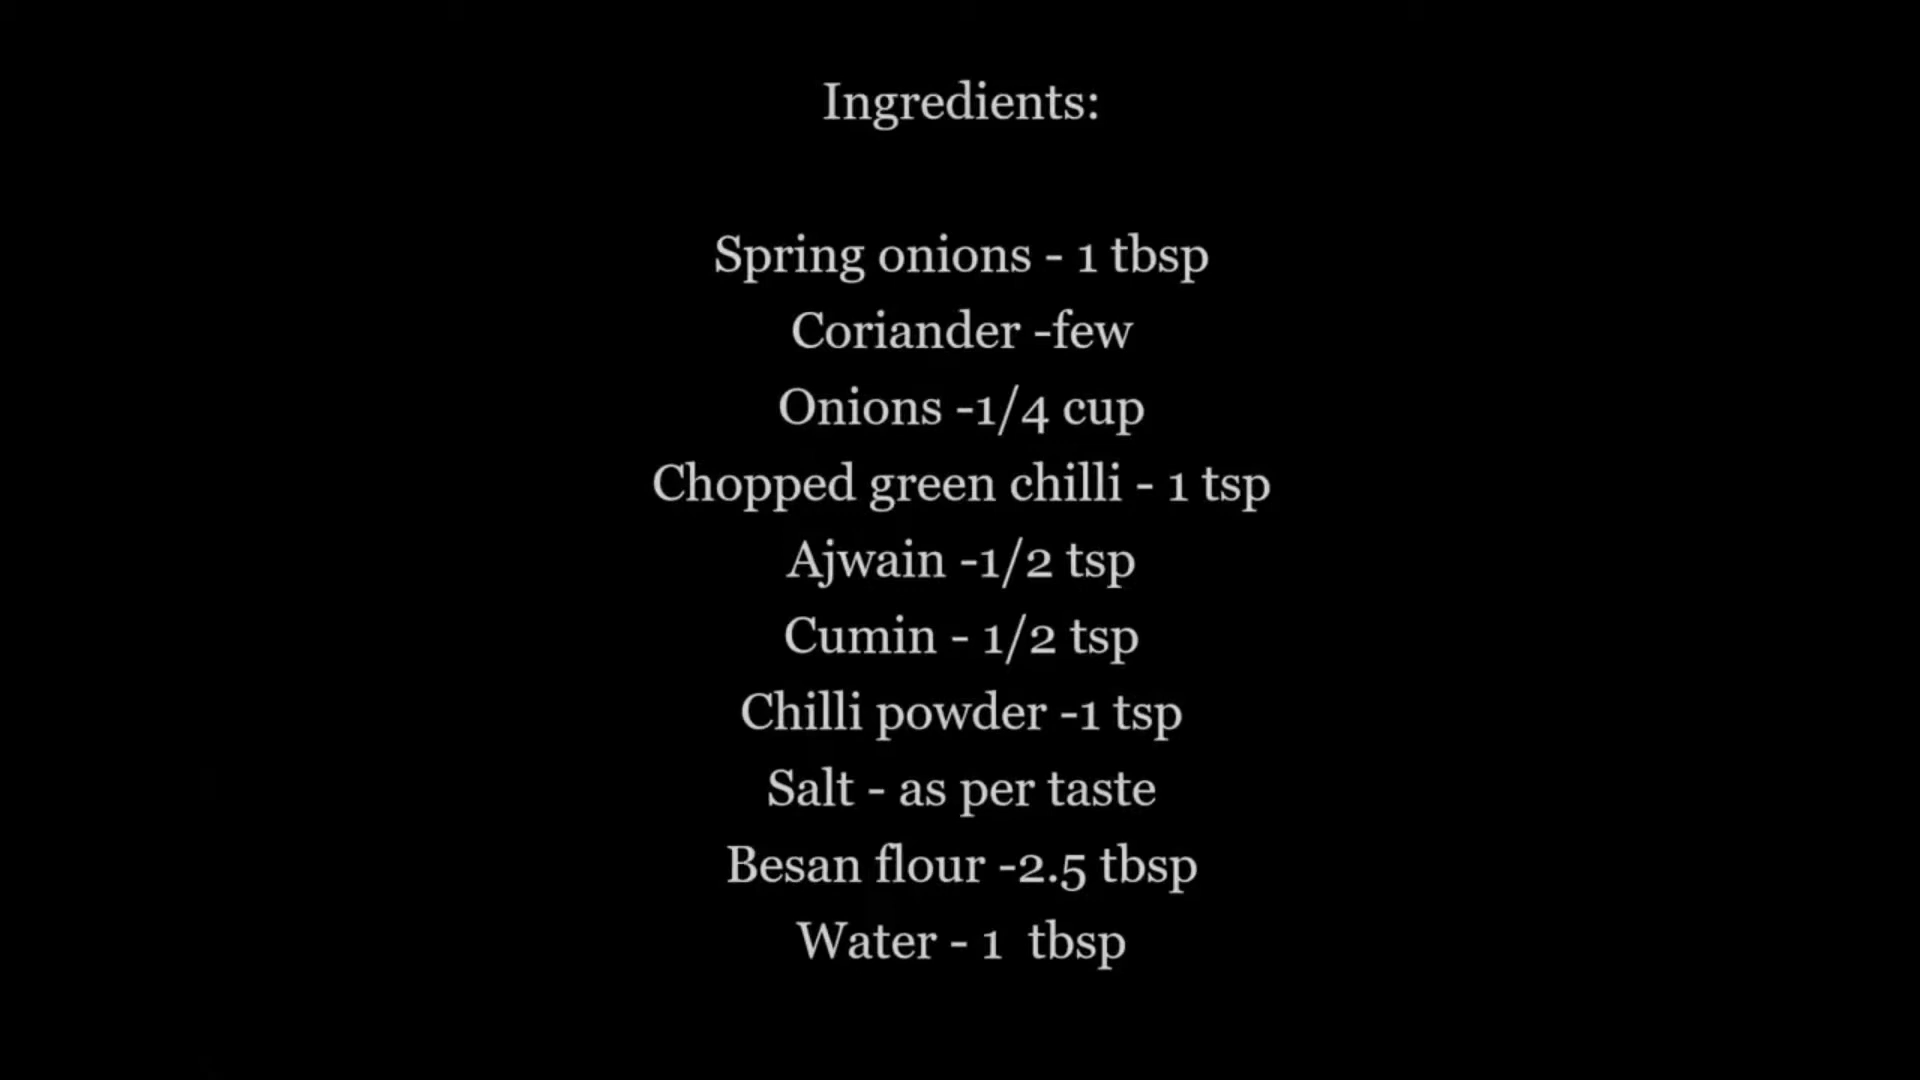 Ingredients:
Spring onions - 1 tbsp
Coriander -few
Onions -1/4 cup
Chopped green chilli - 1 tsp
Ajwain -1/2 tsp
Cumin - 1/2 tsp
Chilli powder -1 tsp
Salt - as per taste
Besan flour -2.5 tbsp
Water - 1  tbsp